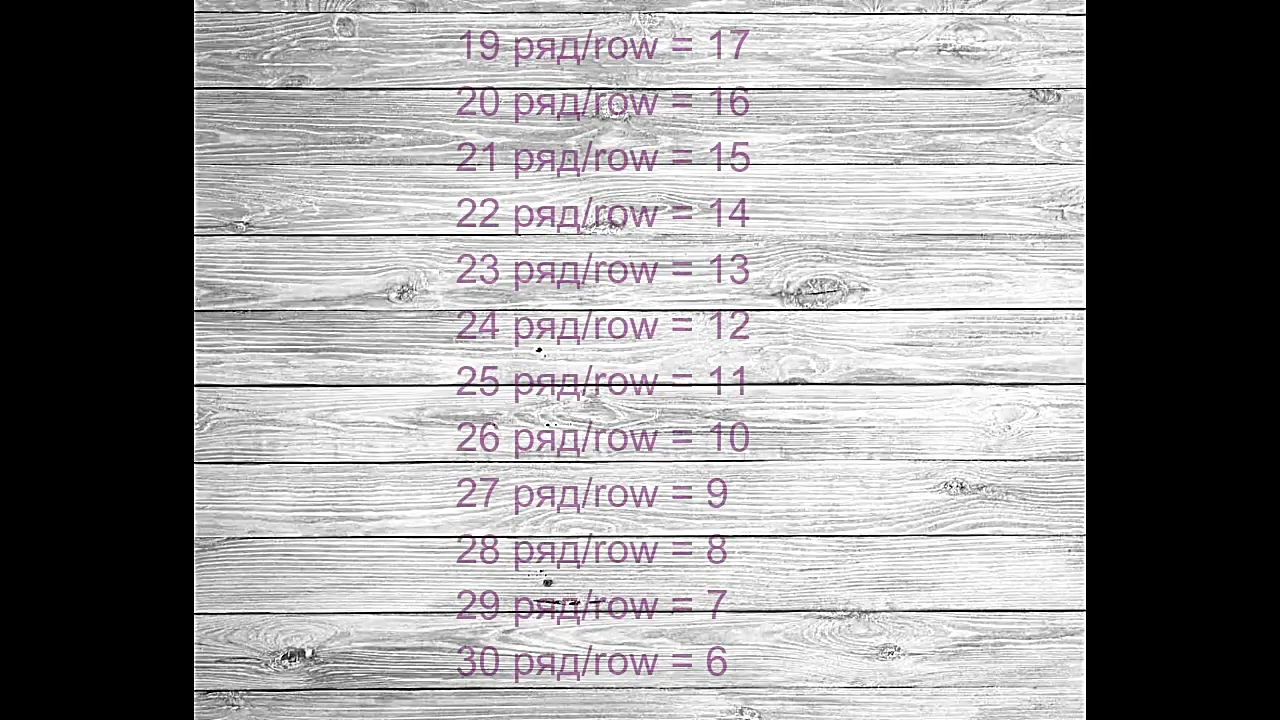 19 ряд/row = 17
20 ряд/row = 16
21 ряд/row = 15
22 ряд/row = 14
23 ряд/row = 13
24 ряд/row = 12
25 ряд/row = 11
26 ряд/row = 10
27 ряд/row = 9
28 ряд/row = 8
29 ряд/row = 7
30 ряд/row = 6